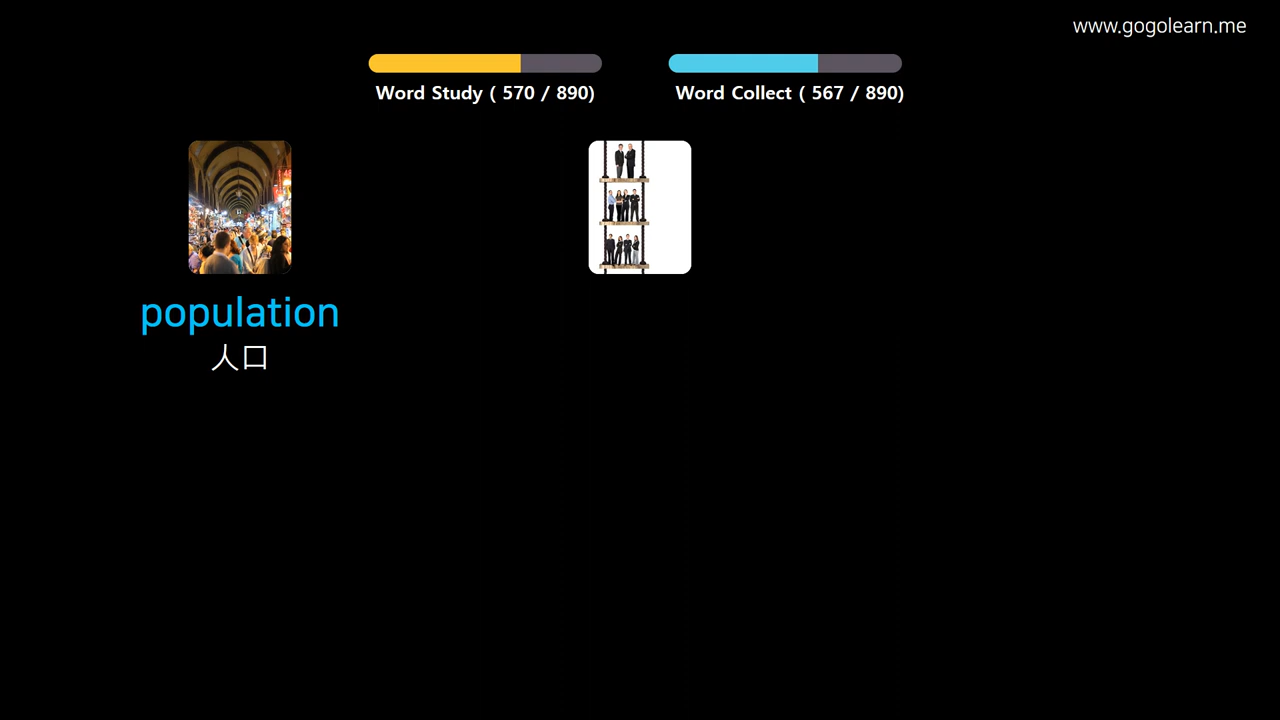 www.gogolearn.me
Word Study ( 570 / 890)
Word Collect ( 567 / 890)
population
人口